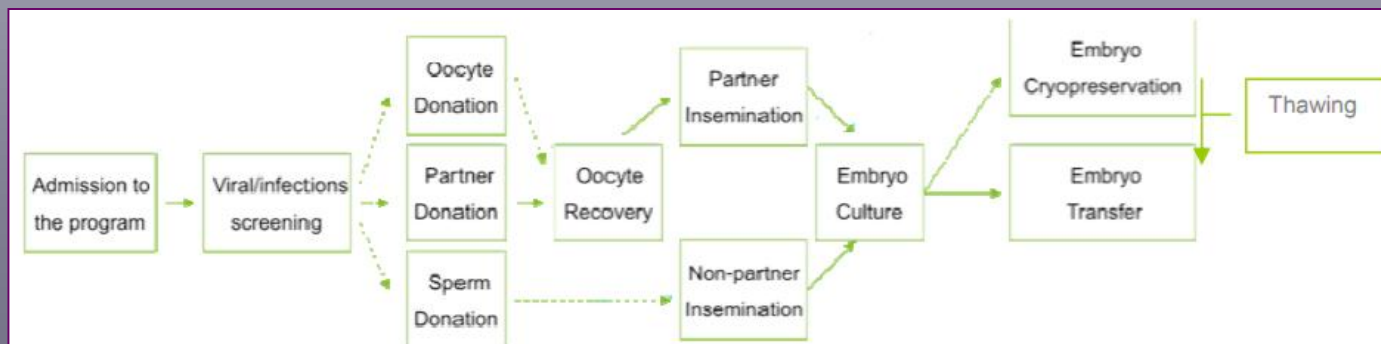 Admission to
the program
Viral/infections
screening
Oocyte
Donation
Partner
Donation
Sperm
Donation
Oocyte
Recovery
Partner
Insemination
Non-partner
Insemination
Embryo
Culture
Embryo
Cryopreservation
Embryo
Transfer
Thawing